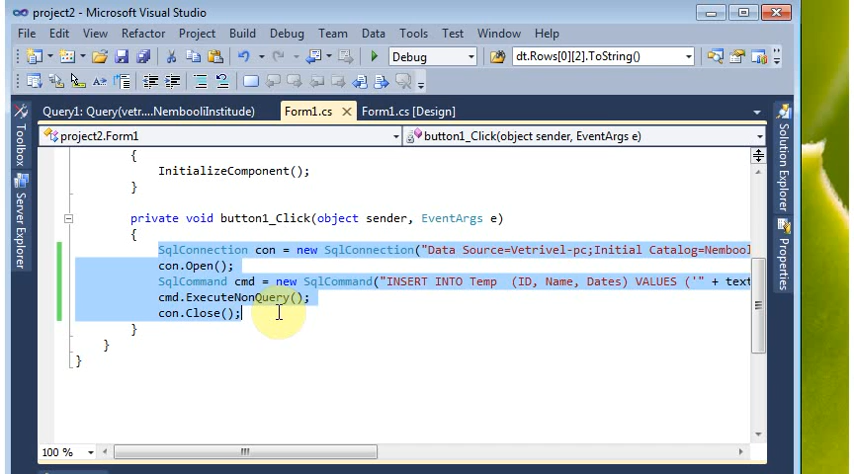 project2 - Microsoft Visual Studio
File Edit View Refactor Project Build Debug Team Data Tools Test Window Help
Debug dt.Rows[0][2].ToString()
Query1: Query(vetr....NembooliInstitude) Form1.cs Form1.cs [Design]
project2.Form1 button1_Click(object sender, EventArgs e)
Toolbox
Server Explorer
{
InitializeComponent();
}
private void button1_Click(object sender, EventArgs e)
{
SqlConnection con = new SqlConnection("Data Source=Vetrivel-pc;Initial Catalog=Nembool
con.Open();
SqlCommand cmd = new SqlCommand("INSERT INTO Temp (ID, Name, Dates) VALUES ('" + text
cmd.ExecuteNonQuery();
con.Close();
}
}
}
Solution Explorer
Properties
100 %